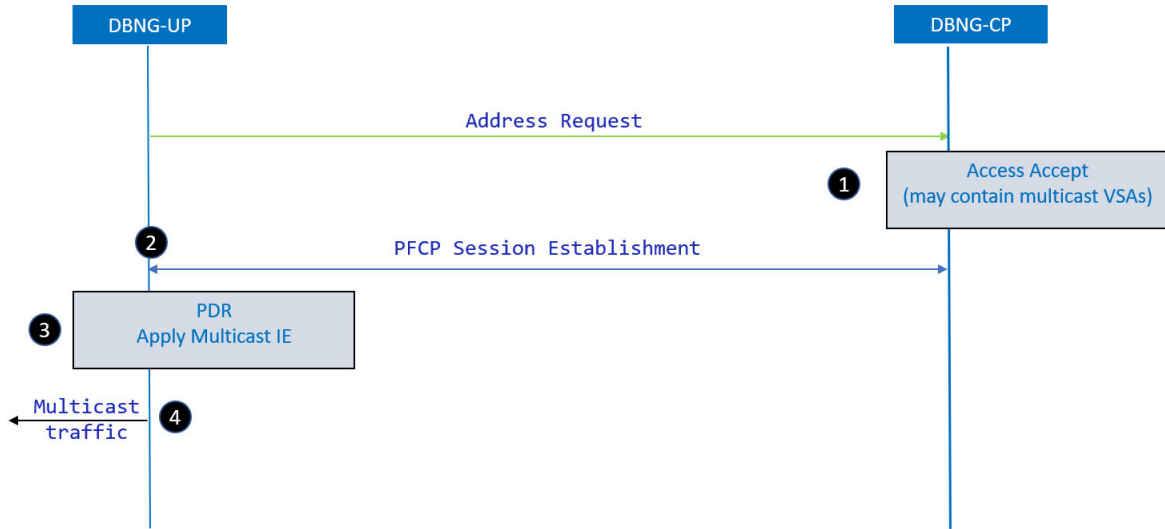 DBNG-UP
DBNG-CP
Address Request
1
Access Accept
(may contain multicast VSAs)
2
PFCP Session Establishment
3
PDR
Apply Multicast IE
Multicast
traffic
4